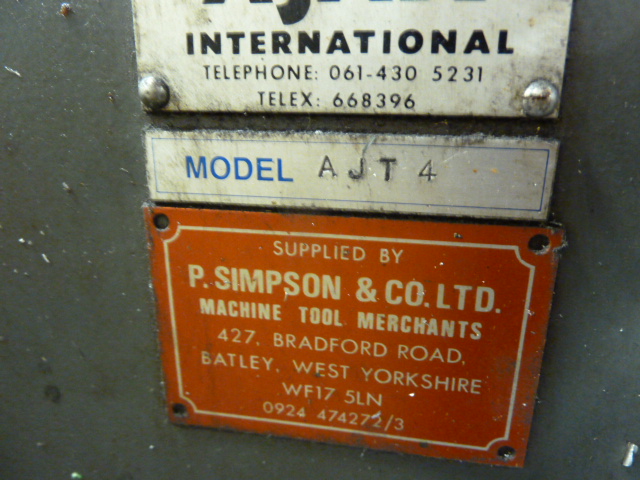 INTERNATIONAL
TELEPHONE: 061-430 5231
TELEX: 668396
MODEL AJT 4
SUPPLIED BY
P. SIMPSON & CO. LTD.
MACHINE TOOL MERCHANTS
427, BRADFORD ROAD,
BATLEY, WEST YORKSHIRE
WF17 5LN
0924 474272/3